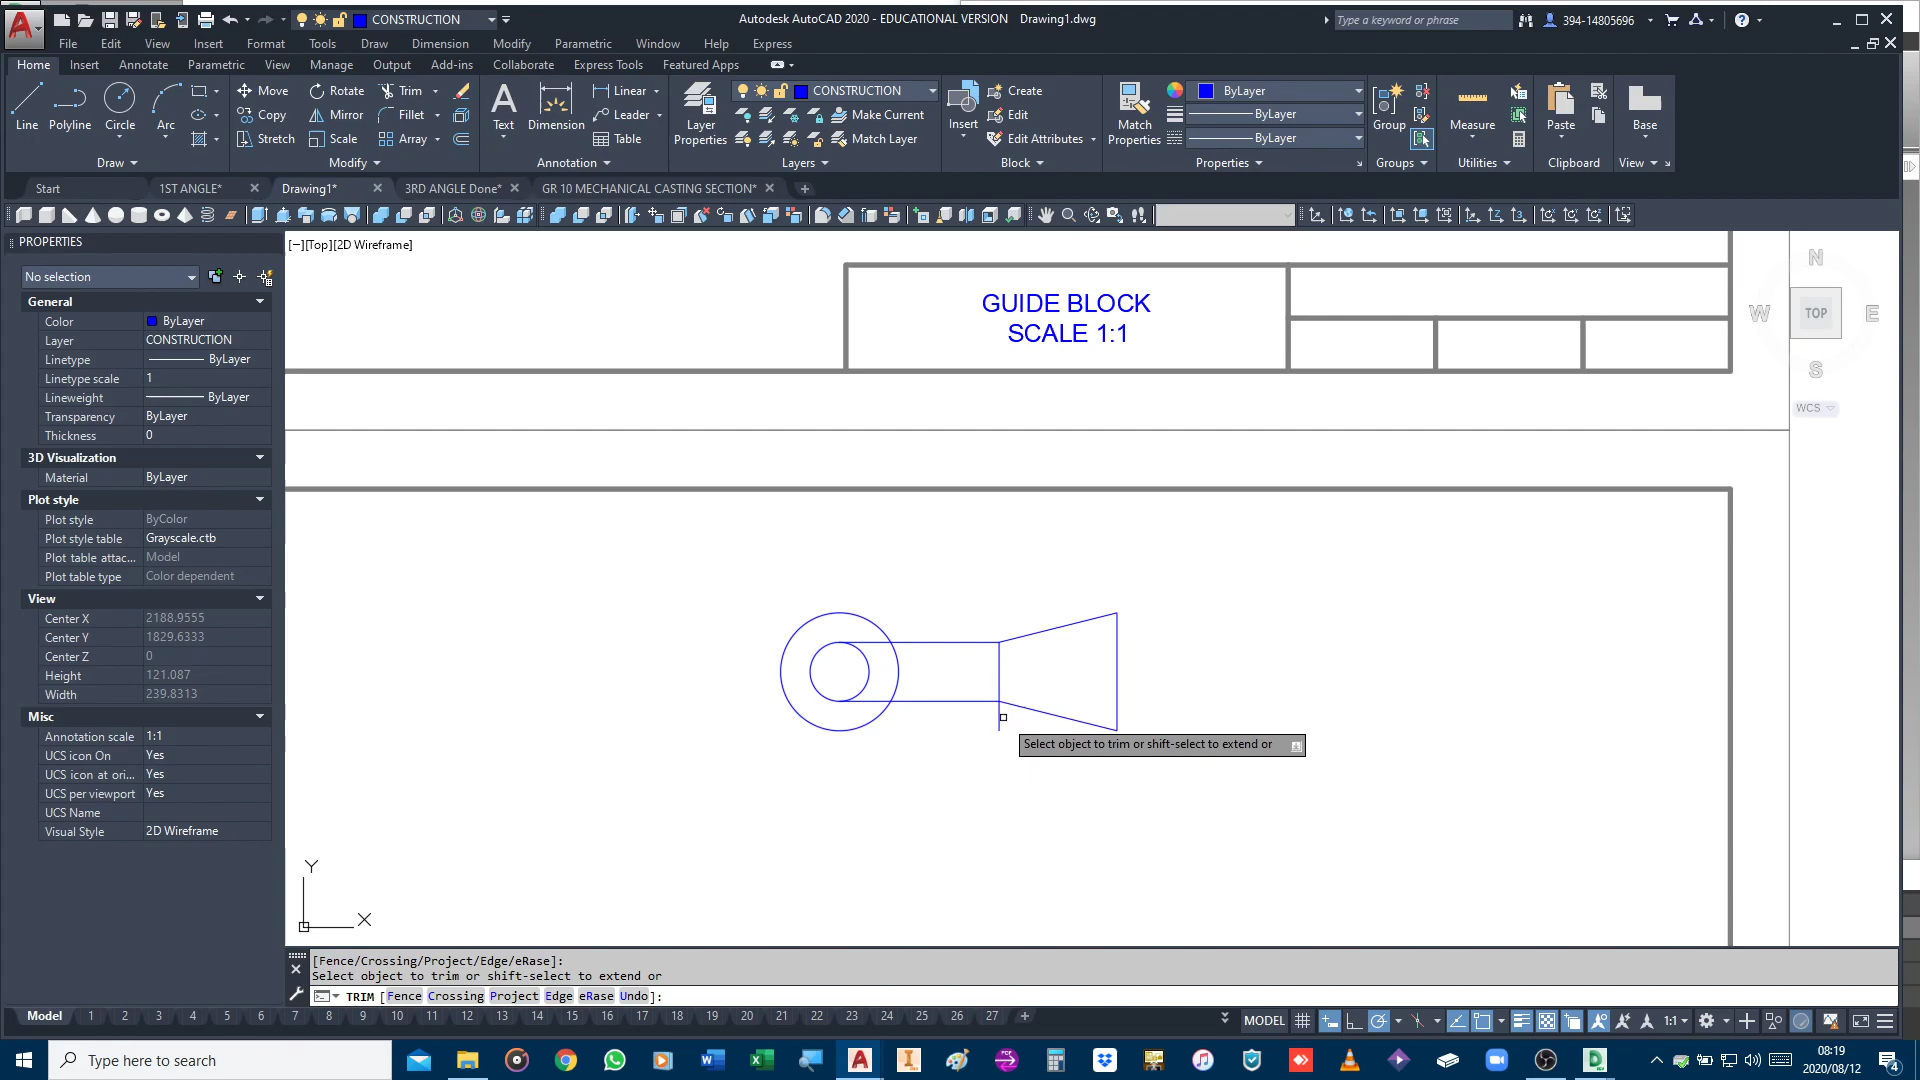 CONSTRUCTION
Autodesk AutoCAD 2020 - EDUCATIONAL VERSION Drawing1.dwg
Type a keyword or phrase
394-14805696
File Edit View Insert Format Tools Draw Dimension Modify Parametric Window Help Express
Home Insert Annotate Parametric View Manage Output Add-ins Collaborate Express Tools Featured Apps
Line Polyline Circle Arc
Draw
Move Rotate Trim
Copy Mirror Fillet
Stretch Scale Array
Modify
Text Dimension
Linear
Leader
Table
Annotation
Layer Properties
CONSTRUCTION
Make Current
Match Layer
Layers
Insert
Create
Edit
Edit Attributes
Block
Match Properties
ByLayer
ByLayer
ByLayer
Properties
Group
Groups
Measure
Utilities
Paste
Clipboard
Base
View
Start 1ST ANGLE* Drawing1* 3RD ANGLE Done* GR 10 MECHANICAL CASTING SECTION*
PROPERTIES
No selection
General
Color ByLayer
Layer CONSTRUCTION
Linetype ByLayer
Linetype scale 1
Lineweight ByLayer
Transparency ByLayer
Thickness 0
3D Visualization
Material ByLayer
Plot style
Plot style ByColor
Plot style table Grayscale.ctb
Plot table attac... Model
Plot table type Color dependent
View
Center X 2188.9555
Center Y 1829.6333
Center Z 0
Height 121.087
Width 239.8313
Misc
Annotation scale 1:1
UCS icon On Yes
UCS icon at ori... Yes
UCS per viewport Yes
UCS Name
Visual Style 2D Wireframe
[−][Top][2D Wireframe]
GUIDE BLOCK
SCALE 1:1
N
W TOP E
S
WCS
Select object to trim or shift-select to extend or
Y
X
[Fence/Crossing/Project/Edge/eRase]:
Select object to trim or shift-select to extend or
TRIM [Fence Crossing Project Edge eRase Undo]:
Model 1 2 3 4 5 6 7 8 9 10 11 12 13 14 15 16 17 18 19 20 21 22 23 24 25 26 27
MODEL
1:1
Type here to search
08:19
2020/08/12
4